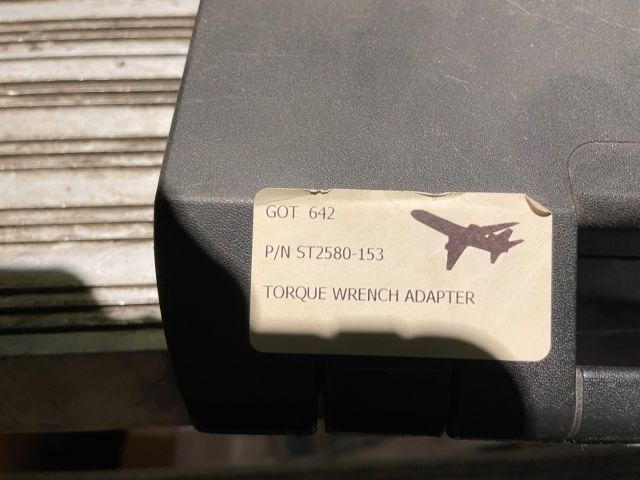 GOT 642
P/N ST2580-153
TORQUE WRENCH ADAPTER